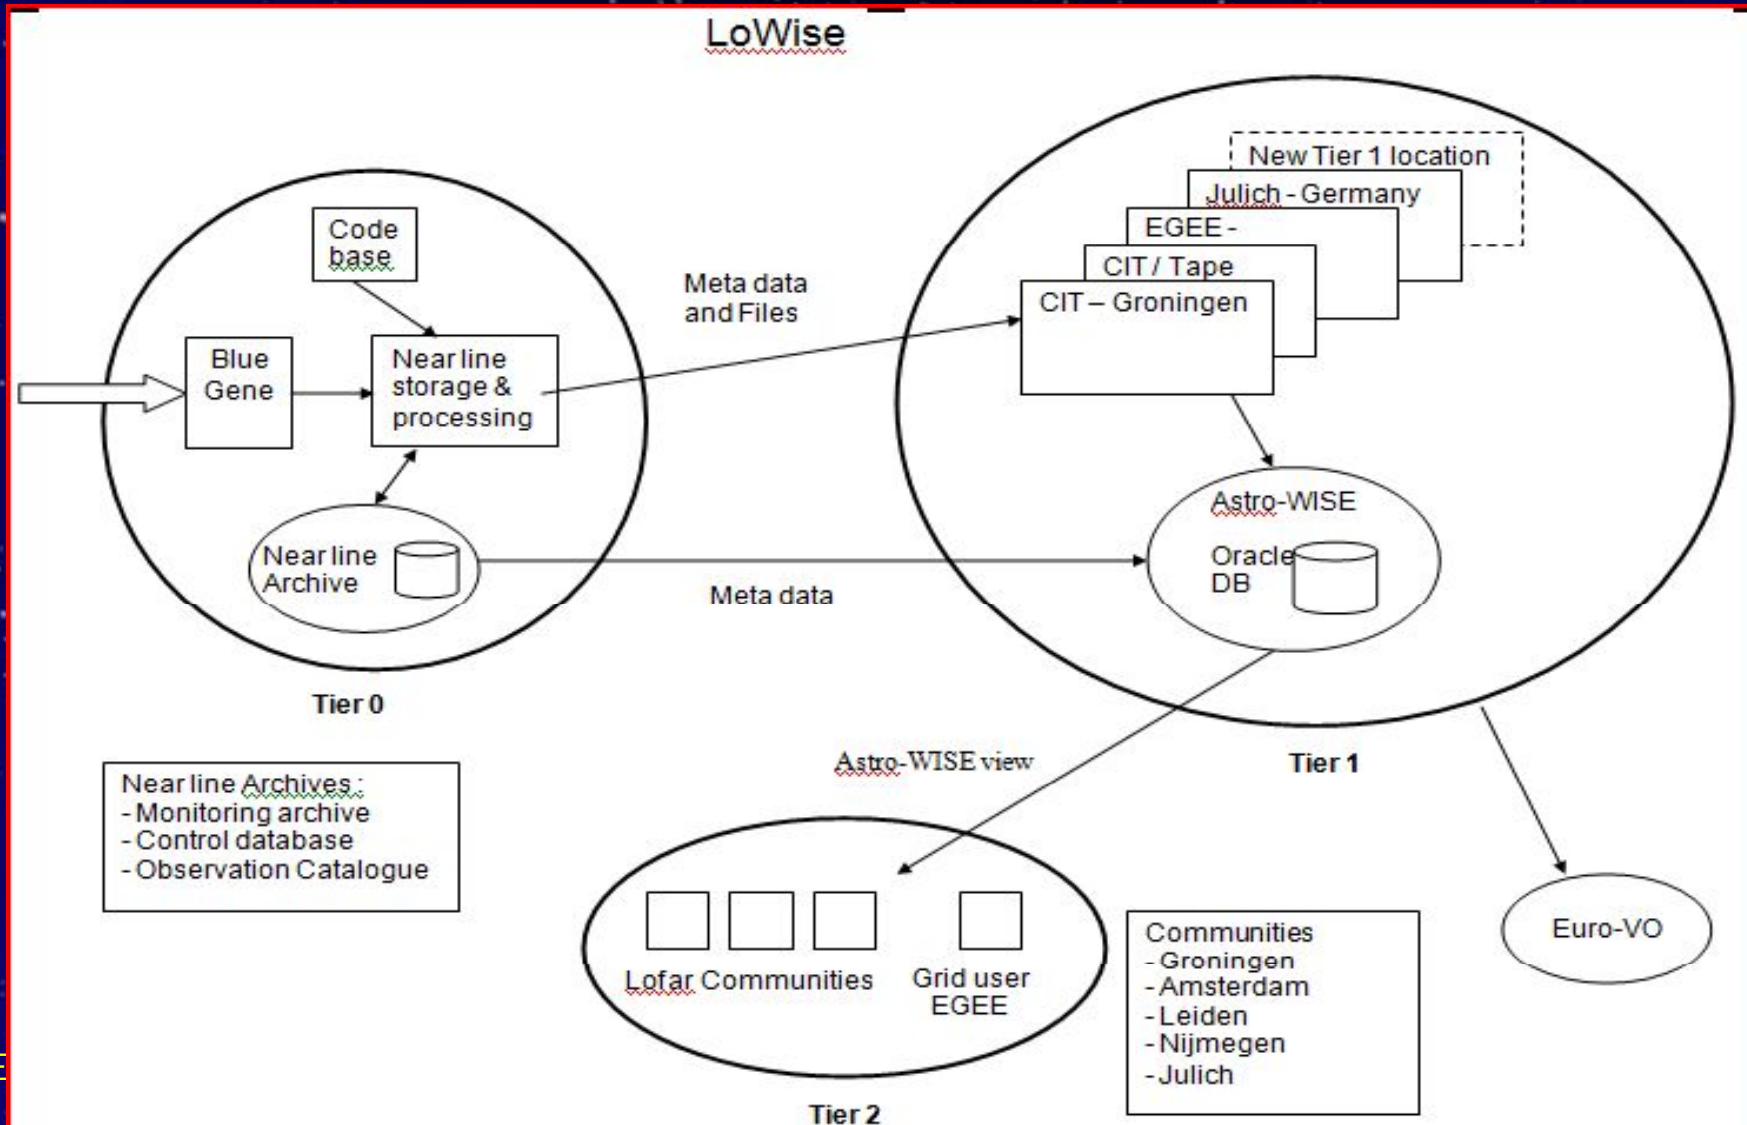 LoWise
Code
base
Blue
Gene
Near line
storage &
processing
Near line
Archive
Tier 0
Meta data
and Files
Meta data
New Tier 1 location
Julich - Germany
EGEE -
CIT / Tape
CIT – Groningen
Astro-WISE
Oracle
DB
Tier 1
Astro-WISE view
Near line Archives :
- Monitoring archive
- Control database
- Observation Catalogue
Lofar Communities
Grid user
EGEE
Tier 2
Communities
- Groningen
- Amsterdam
- Leiden
- Nijmegen
- Julich
Euro-VO